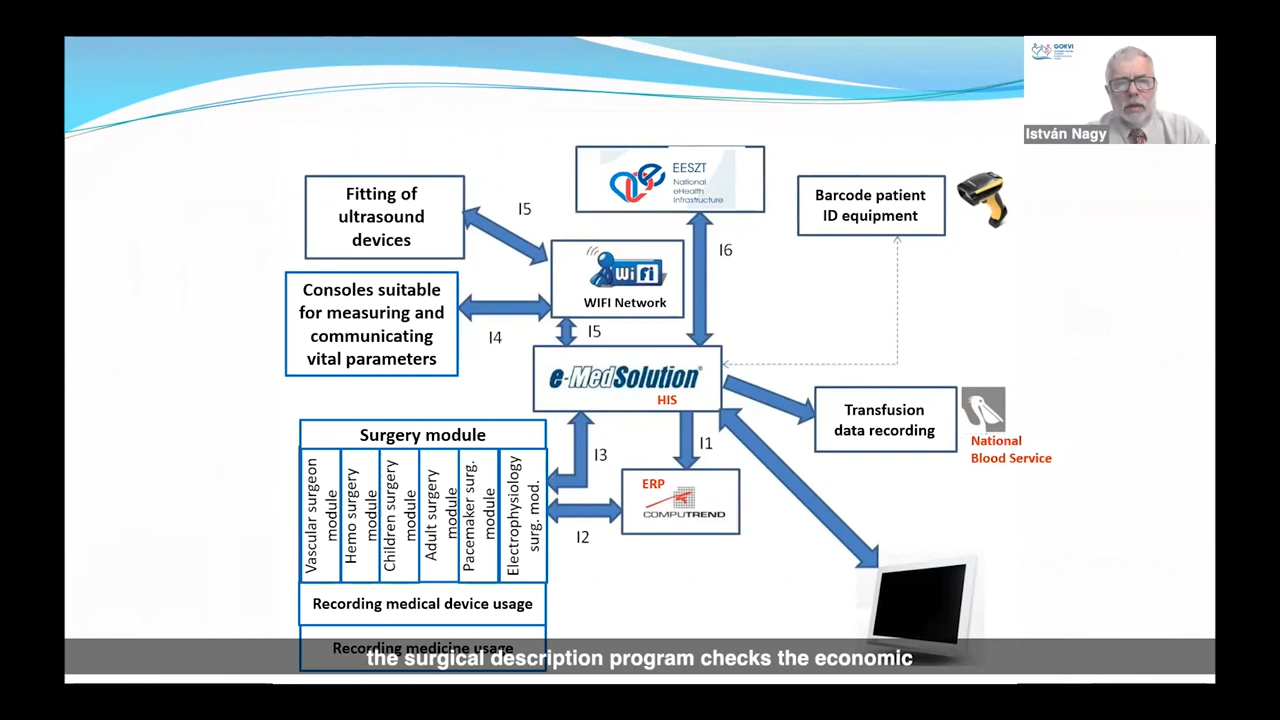 GOKVI
István Nagy
EESZT
National
eHealth
Infrastructure
Fitting of
ultrasound
devices
I5
Barcode patient
ID equipment
I6
WiFi
WIFI Network
Consoles suitable
for measuring and
communicating
vital parameters
I4
I5
e-MedSolution
HIS
Transfusion
data recording
National
Blood Service
Surgery module
Vascular surgeon
module
Hemo surgery
module
Children surgery
module
Adult surgery
module
Pacemaker surg.
module
Electrophysiology
surg. mod.
I3
I1
I2
ERP
COMPUTREND
Recording medical device usage
Recording medicine usage
the surgical description program checks the economic